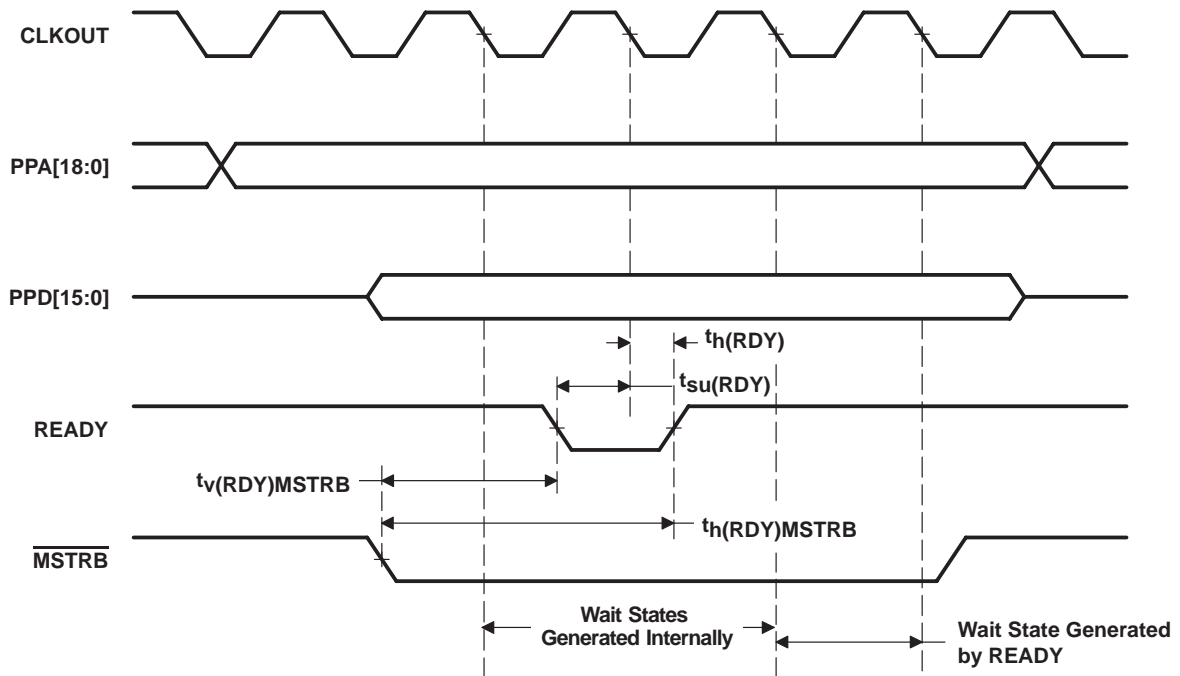 CLKOUT
PPA[18:0]
PPD[15:0]
th(RDY)
tsu(RDY)
READY
tv(RDY)MSTRB
th(RDY)MSTRB
MSTRB
Wait States
Generated Internally
Wait State Generated
by READY